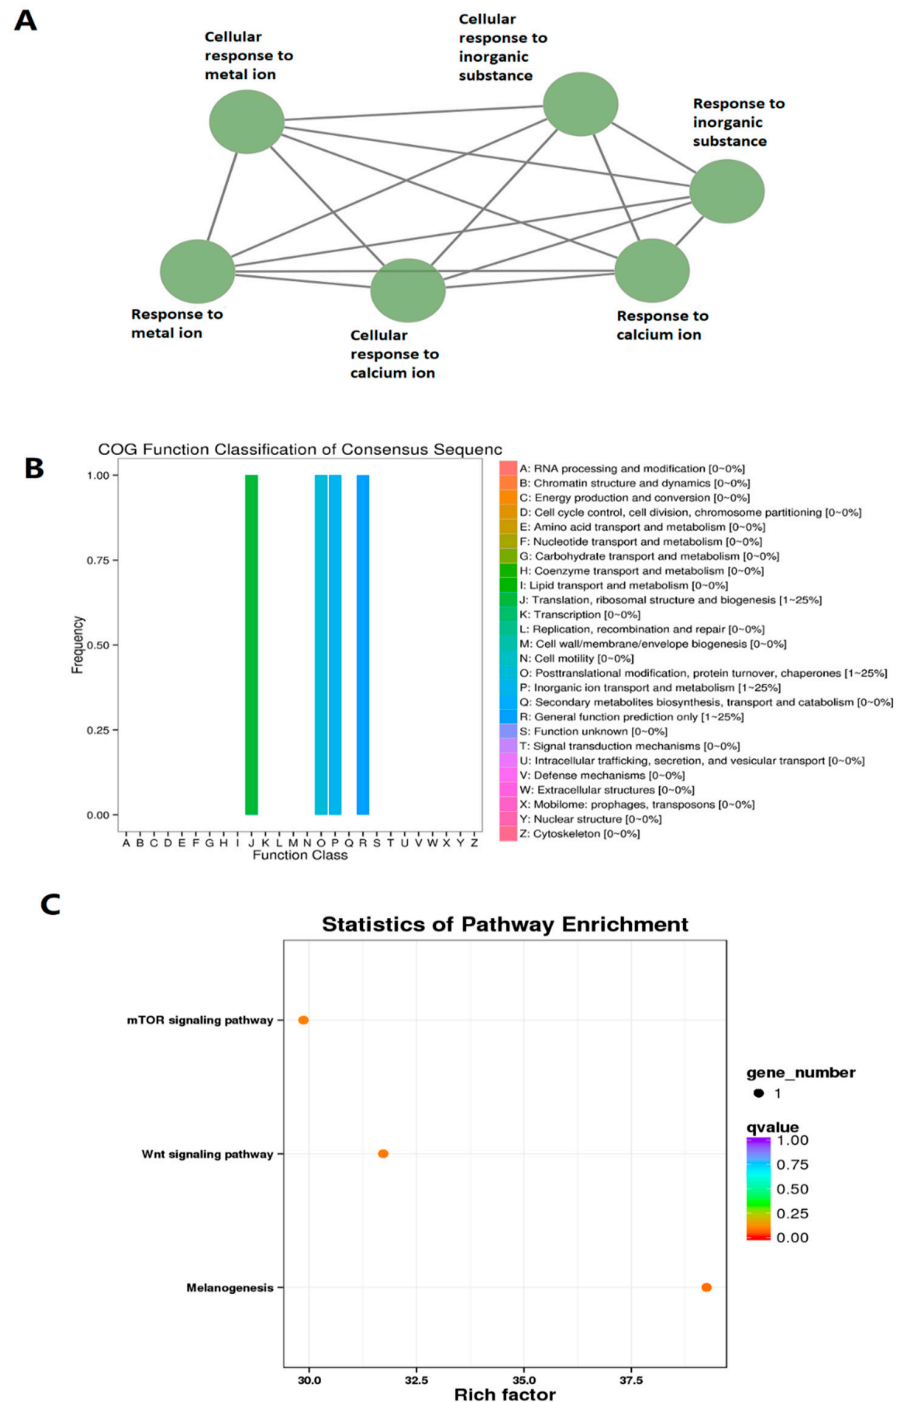 A
Cellular
response to
metal ion
Cellular
response to
inorganic
substance
Response to
inorganic
substance
Response to
metal ion
Cellular
response to
calcium ion
Response to
calcium ion
B
COG Function Classification of Consensus Sequenc
1.00
0.75
0.50
0.25
0.00
Frequency
A B C D E F G H I J K L M N O P Q R S T U V W X Y Z
Function Class
A: RNA processing and modification [0~0%]
B: Chromatin structure and dynamics [0~0%]
C: Energy production and conversion [0~0%]
D: Cell cycle control, cell division, chromosome partitioning [0~0%]
E: Amino acid transport and metabolism [0~0%]
F: Nucleotide transport and metabolism [0~0%]
G: Carbohydrate transport and metabolism [0~0%]
H: Coenzyme transport and metabolism [0~0%]
I: Lipid transport and metabolism [0~0%]
J: Translation, ribosomal structure and biogenesis [1~25%]
K: Transcription [0~0%]
L: Replication, recombination and repair [0~0%]
M: Cell wall/membrane/envelope biogenesis [0~0%]
N: Cell motility [0~0%]
O: Posttranslational modification, protein turnover, chaperones [1~25%]
P: Inorganic ion transport and metabolism [1~25%]
Q: Secondary metabolites biosynthesis, transport and catabolism [0~0%]
R: General function prediction only [1~25%]
S: Function unknown [0~0%]
T: Signal transduction mechanisms [0~0%]
U: Intracellular trafficking, secretion, and vesicular transport [0~0%]
V: Defense mechanisms [0~0%]
W: Extracellular structures [0~0%]
X: Mobilome: prophages, transposons [0~0%]
Y: Nuclear structure [0~0%]
Z: Cytoskeleton [0~0%]
C
Statistics of Pathway Enrichment
mTOR signaling pathway
Wnt signaling pathway
Melanogenesis
30.0 32.5 35.0 37.5
Rich factor
gene_number
1
qvalue
1.00
0.75
0.50
0.25
0.00